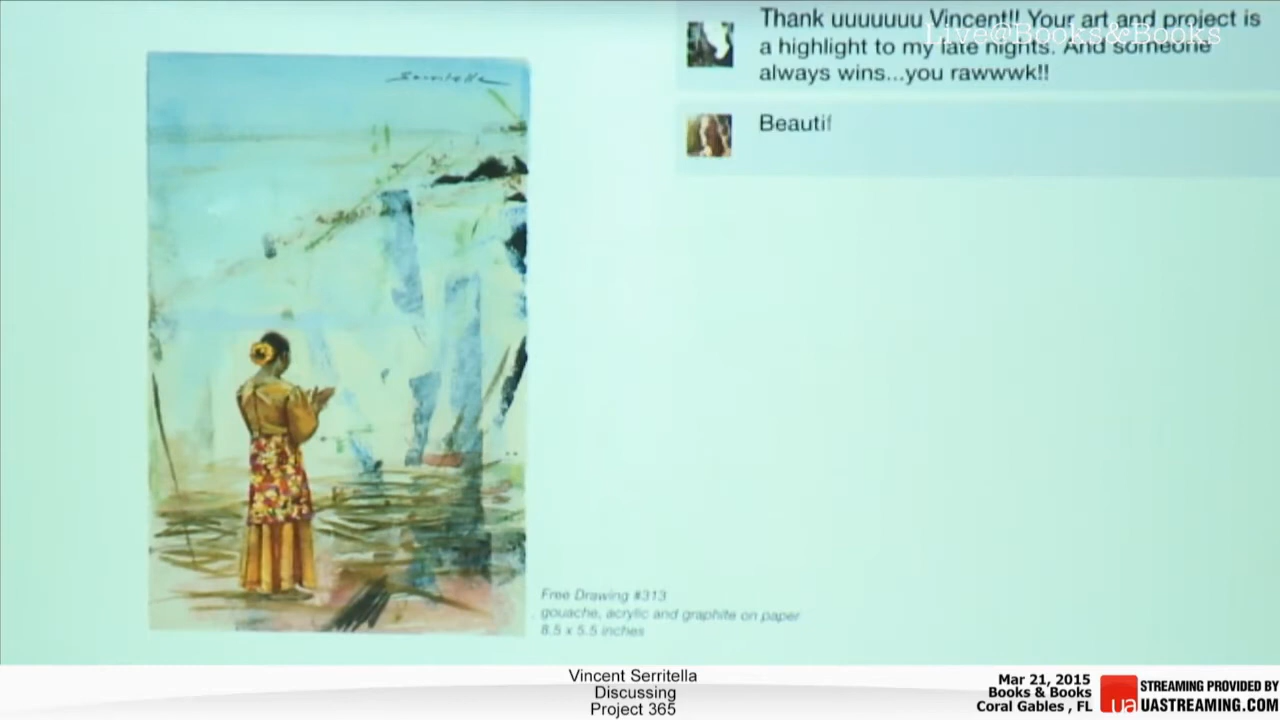 Live@Books&Books
Thank uuuuuuu Vincent!! Your art and project is
a highlight to my late nights. And someone
always wins...you rawwwk!!
Beautif
Serritella
Free Drawing #313
gouache, acrylic and graphite on paper
8.5 x 5.5 inches
Vincent Serritella
Discussing
Project 365
Mar 21, 2015
Books & Books
Coral Gables , FL
ua
STREAMING PROVIDED BY
UASTREAMING.COM